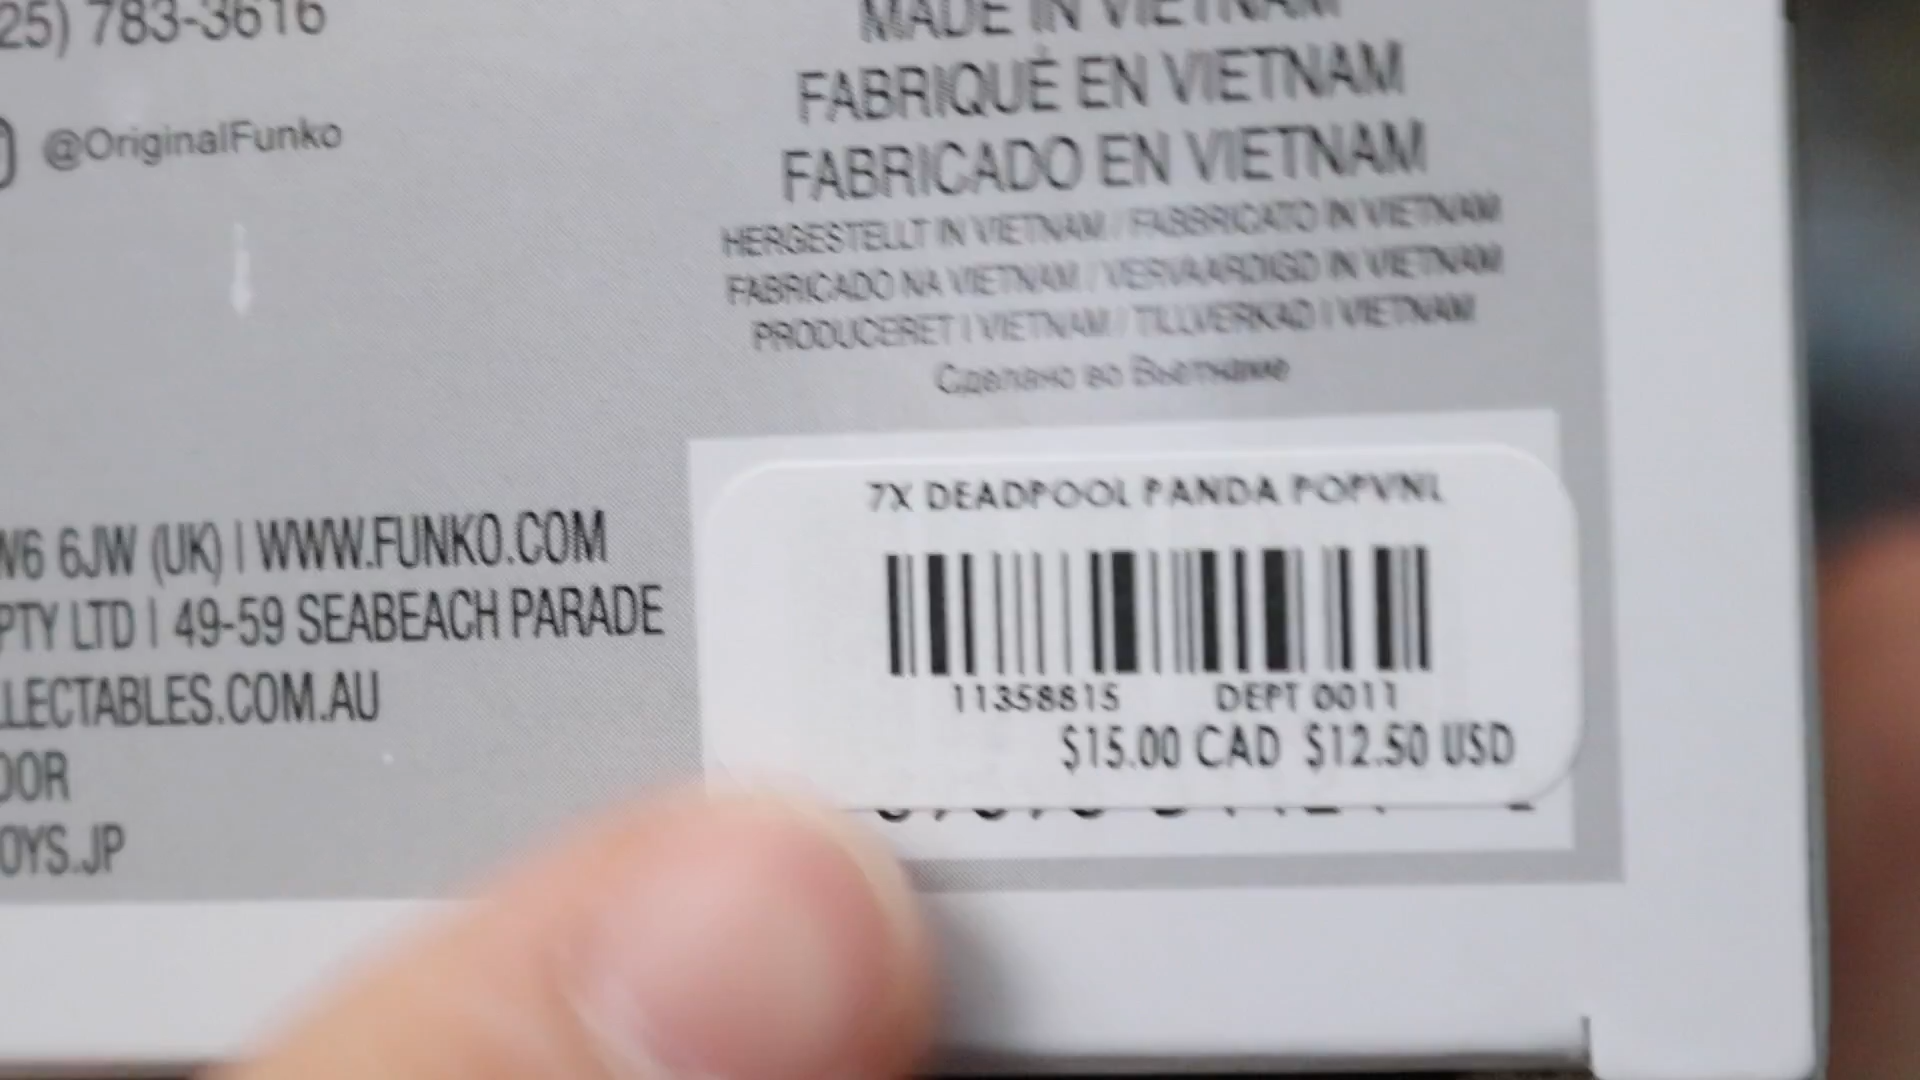 25) 783-3616
@OriginalFunko
MADE IN VIETNAM
FABRIQUÉ EN VIETNAM
FABRICADO EN VIETNAM
HERGESTELLT IN VIETNAM / FABBRICATO IN VIETNAM
FABRICADO NA VIETNAM / VERVAARDIGD IN VIETNAM
PRODUCERET I VIETNAM / TILLVERKAD I VIETNAM
Сделано во Вьетнаме
W6 6JW (UK) | WWW.FUNKO.COM
PTY LTD | 49-59 SEABEACH PARADE
LLECTABLES.COM.AU
OOR
OYS.JP
7X DEADPOOL PANDA POPVNL
11358815 DEPT 0011
$15.00 CAD $12.50 USD